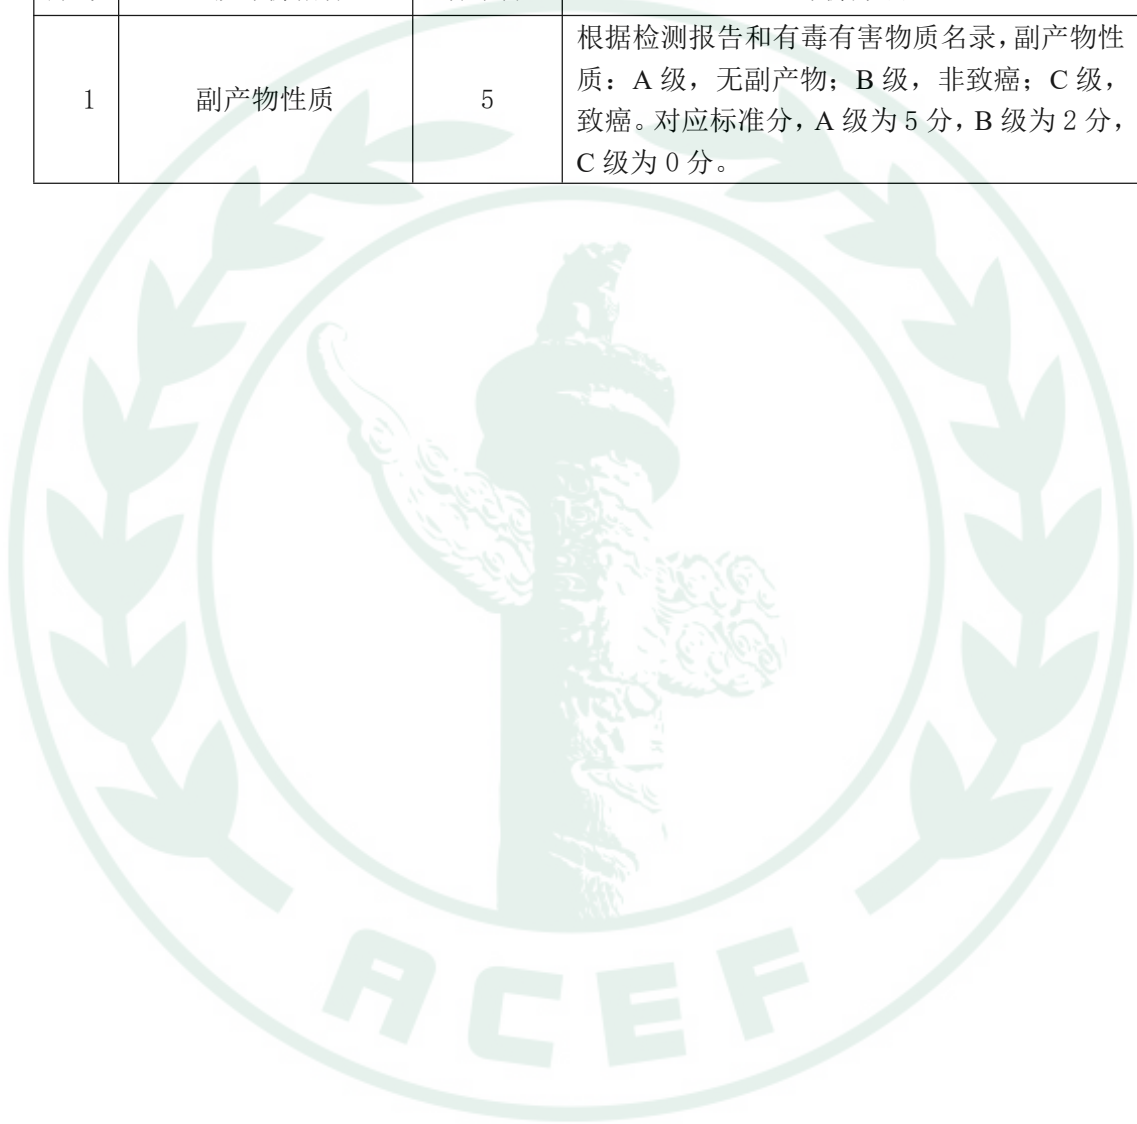 1
副产物性质
5
根据检测报告和有毒有害物质名录，副产物性
质：A 级，无副产物；B 级，非致癌；C 级，
致癌。对应标准分，A 级为 5 分，B 级为 2 分，
C 级为 0 分。
ACEF